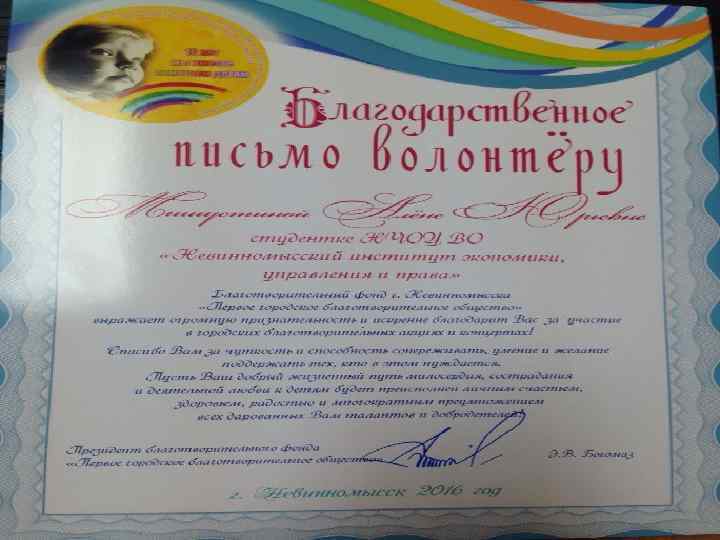 10 лет
Благодарственное
письмо волонтёру
Алёне Юрьевне
студентке НЧОУ ВО
«Невинномысский институт экономики,
управления и права»
Благотворительный фонд г. Невинномысска
«Первое городское благотворительное общество»
выражает огромную признательность и искренне благодарит Вас за участие
в городских благотворительных акциях и концертах!
Спасибо Вам за чуткость и способность сопереживать, умение и желание
поддержать тех, кто в этом нуждается.
Пусть Ваш добрый жизненный путь милосердия, сострадания
и деятельной любви к детям будет преисполнен личным счастьем,
здоровьем, радостью и многократным преумножением
всех дарованных Вам талантов и добродетелей!
Президент благотворительного фонда
«Первое городское благотворительное общество» Э.В. Богомаз
г. Невинномысск 2016 год